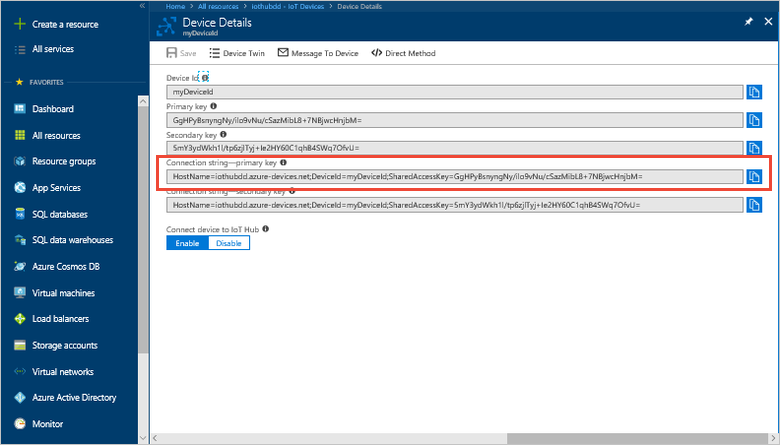 Home > All resources > iothubdd - IoT Devices > Device Details
Device Details
myDeviceId
Save
Device Twin
Message To Device
Direct Method
Create a resource
All services
FAVORITES
Dashboard
All resources
Resource groups
App Services
SQL databases
SQL data warehouses
Azure Cosmos DB
Virtual machines
Load balancers
Storage accounts
Virtual networks
Azure Active Directory
Monitor
Device Id
myDeviceId
Primary key
GgHPyBsnyngNy/ilo9vNu/cSazMibL8+7NBjwcHnjbM=
Secondary key
5mY3ydWkh1l/tp6zjlTyj+Ie2HY60C1qhB4SWq7OfvU=
Connection string—primary key
HostName=iothubdd.azure-devices.net;DeviceId=myDeviceId;SharedAccessKey=GgHPyBsnyngNy/ilo9vNu/cSazMibL8+7NBjwcHnjbM=
Connection string—secondary key
HostName=iothubdd.azure-devices.net;DeviceId=myDeviceId;SharedAccessKey=5mY3ydWkh1l/tp6zjlTyj+Ie2HY60C1qhB4SWq7OfvU=
Connect device to IoT Hub
Enable
Disable